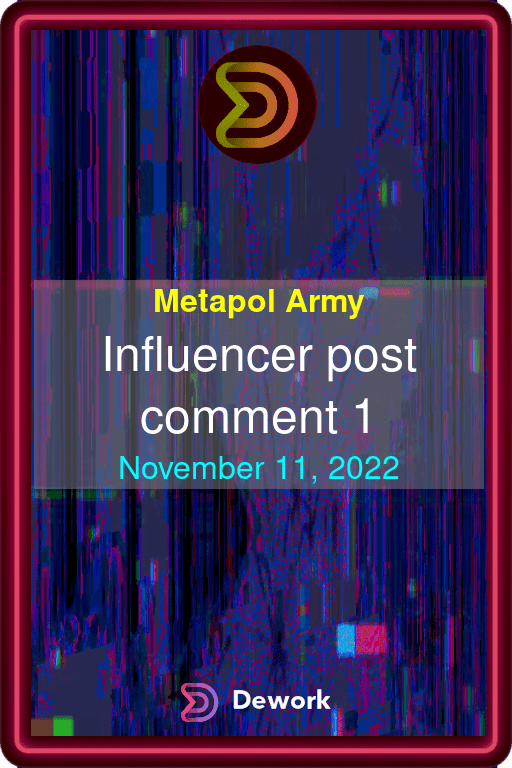 Metapol Army
Influencer post
comment 1
November 11, 2022
Dework